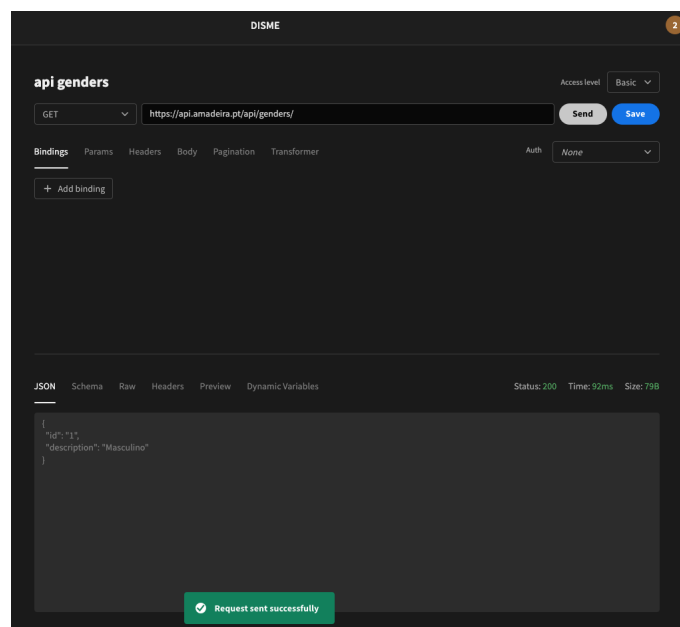 DISME
2
api genders
Access level Basic
GET https://api.amadeira.pt/api/genders/ Send Save
Bindings Params Headers Body Pagination Transformer Auth None
+ Add binding
JSON Schema Raw Headers Preview Dynamic Variables Status: 200 Time: 92ms Size: 79B
{
"id": "1",
"description": "Masculino"
}
Request sent successfully